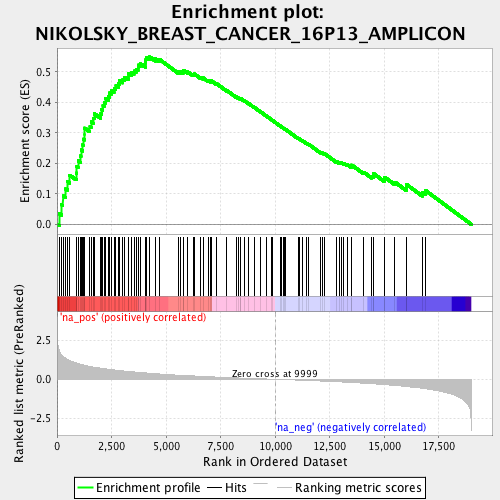 Enrichment plot:
NIKOLSKY_BREAST_CANCER_16P13_AMPLICON
Enrichment score (ES)
0.5
0.4
0.3
0.2
0.1
0.0
'na_pos' (positively correlated)
Ranked list metric (PreRanked)
2.5
0.0
-2.5
Zero cross at 9999
'na_neg' (negatively correlated)
0
2,500
5,000
7,500
10,000
12,500
15,000
17,500
Rank in Ordered Dataset
Enrichment profile
Hits
Ranking metric scores